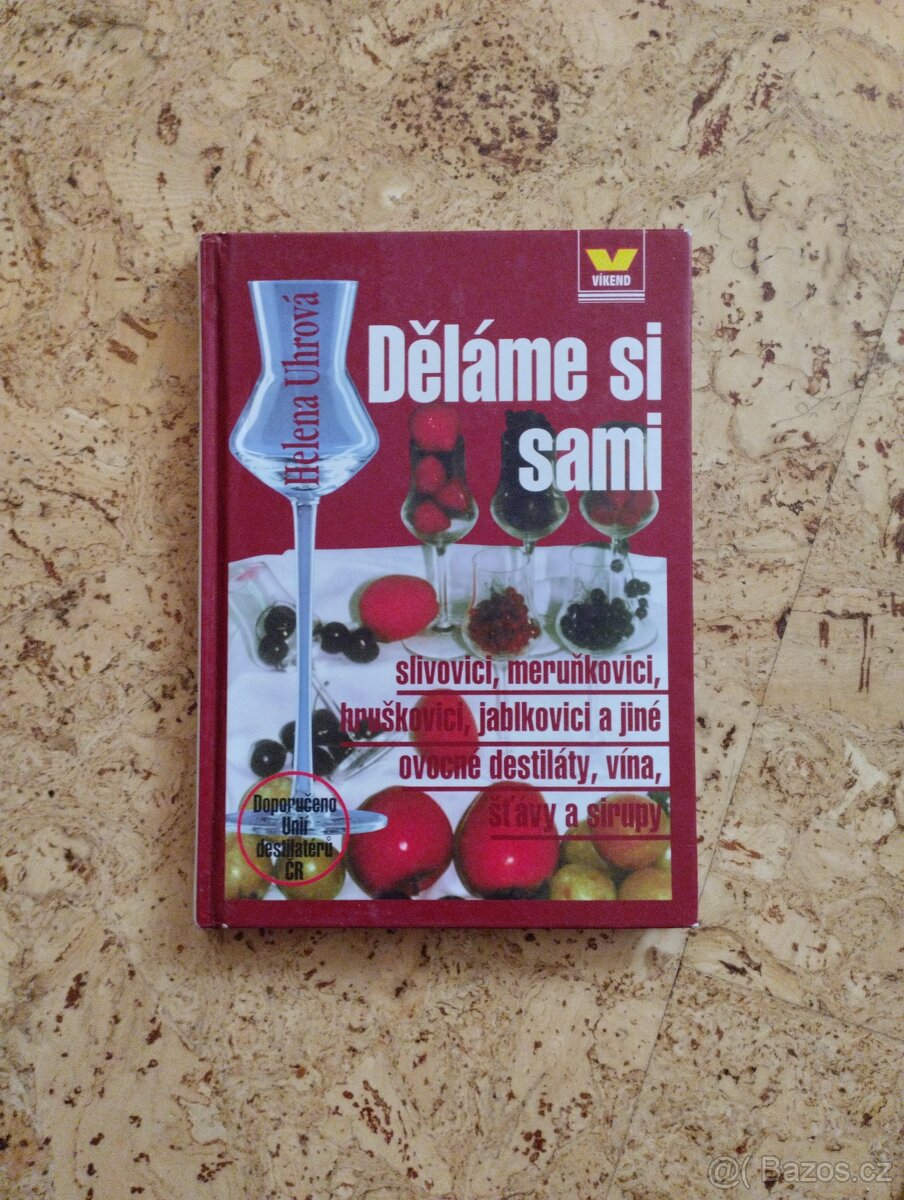 VÍKEND
Helena Uhrová
Děláme si
sami
slivovici, meruňkovici,
hruškovici, jablkovici a jiné
ovocné destiláty, vína,
šťávy a sirupy
Doporučeno
Unií
destilatérů
ČR
@( Bazos.cz